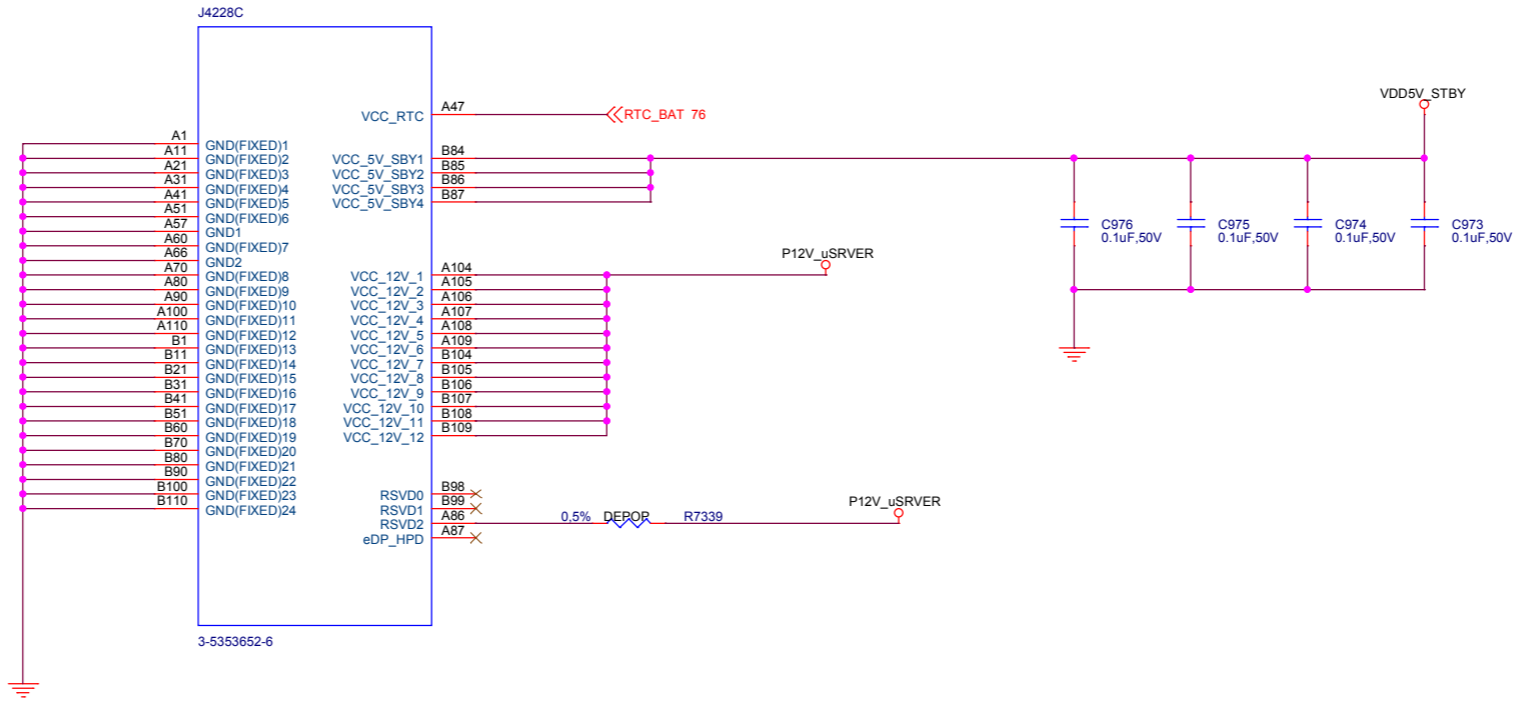 J4228C
VCC_RTC A47 RTC_BAT 76
VDD5V_STBY
A1 GND(FIXED)1
A11 GND(FIXED)2 VCC_5V_SBY1 B84
A21 GND(FIXED)3 VCC_5V_SBY2 B85
A31 GND(FIXED)4 VCC_5V_SBY3 B86
A41 GND(FIXED)5 VCC_5V_SBY4 B87
A51 GND(FIXED)6
A57 GND1
A60 GND(FIXED)7
A66 GND2
C976
0.1uF,50V
C975
0.1uF,50V
C974
0.1uF,50V
C973
0.1uF,50V
P12V_uSRVER
A70 GND(FIXED)8 VCC_12V_1 A104
A80 GND(FIXED)9 VCC_12V_2 A105
A90 GND(FIXED)10 VCC_12V_3 A106
A100 GND(FIXED)11 VCC_12V_4 A107
A110 GND(FIXED)12 VCC_12V_5 A108
B1 GND(FIXED)13 VCC_12V_6 A109
B11 GND(FIXED)14 VCC_12V_7 B104
B21 GND(FIXED)15 VCC_12V_8 B105
B31 GND(FIXED)16 VCC_12V_9 B106
B41 GND(FIXED)17 VCC_12V_10 B107
B51 GND(FIXED)18 VCC_12V_11 B108
B60 GND(FIXED)19 VCC_12V_12 B109
B70 GND(FIXED)20
B80 GND(FIXED)21
B90 GND(FIXED)22
B100 GND(FIXED)23 RSVD0 B98
B110 GND(FIXED)24 RSVD1 B99
RSVD2 A86 0,5% DEPOP R7339 P12V_uSRVER
eDP_HPD A87
3-5353652-6